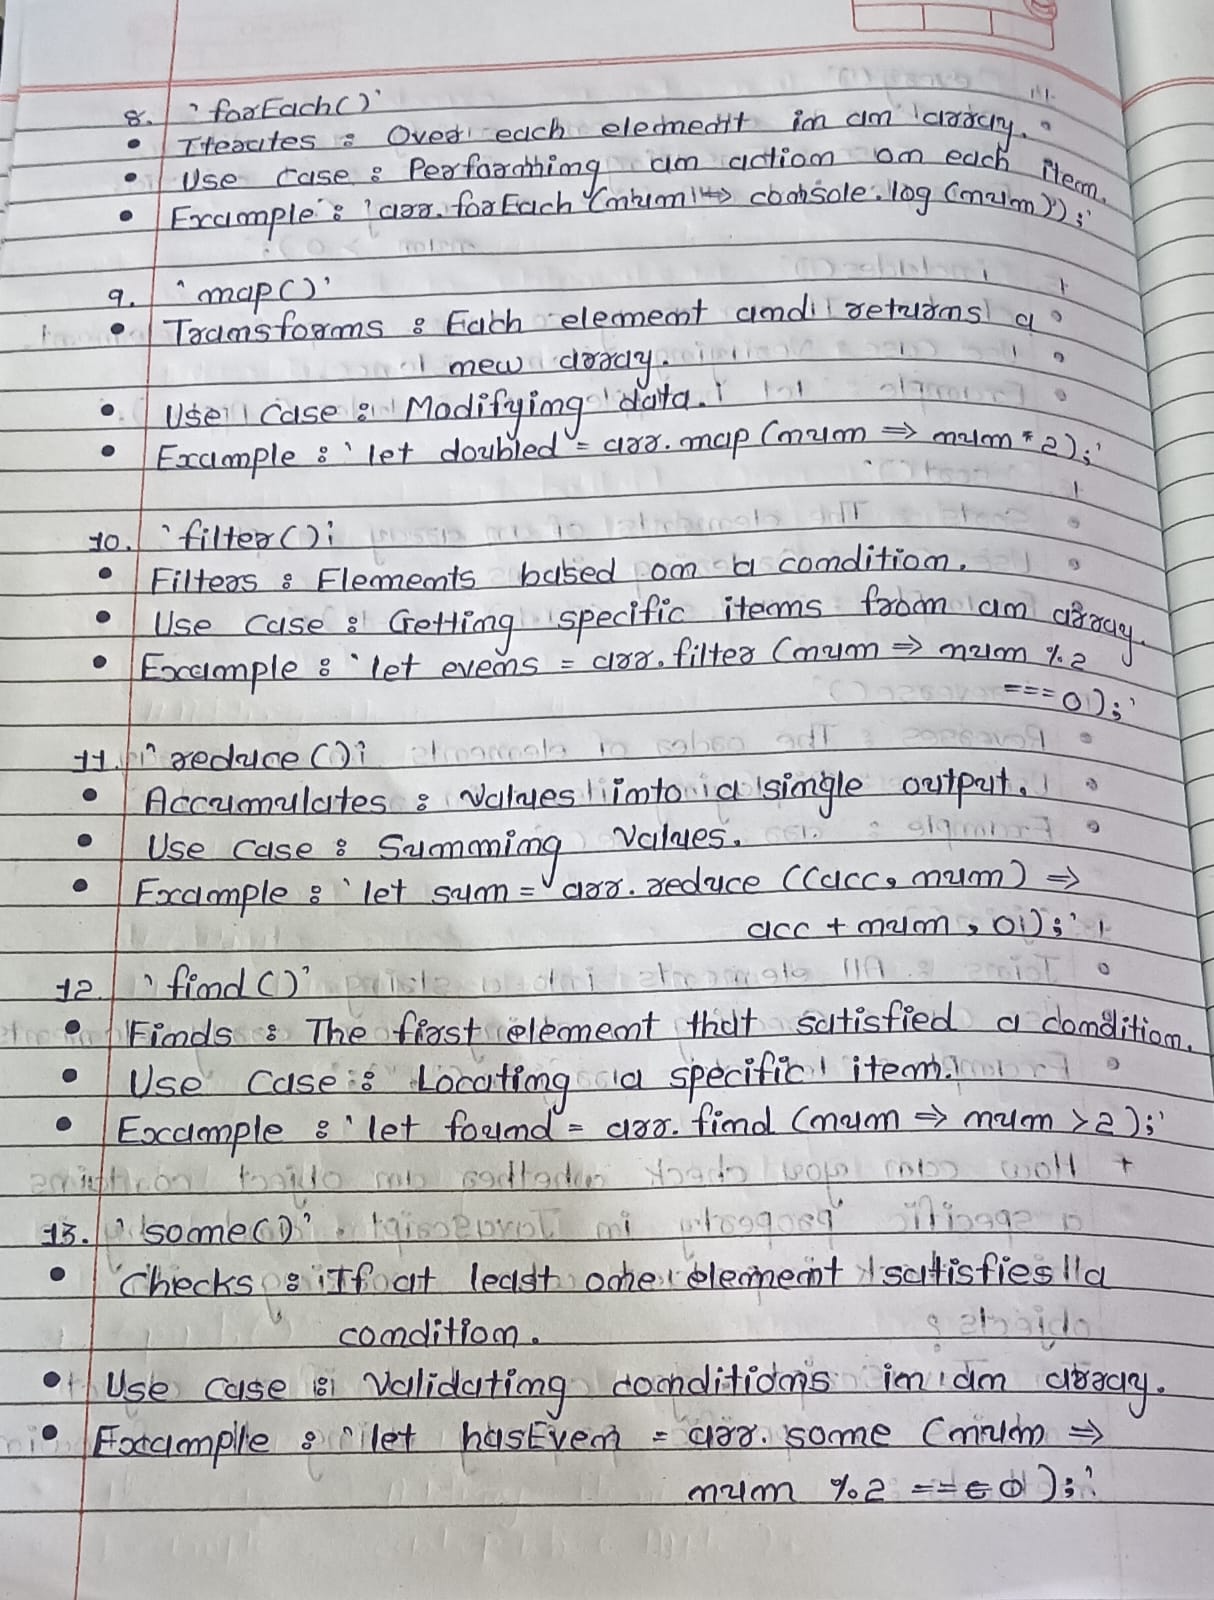 8. `forEach()`
• Iterates : Over each element in an array.
• Use case : Performing an action on each item.
• Example : `arr.forEach (num => console.log (num));`
9. `map()`
• Transforms : Each element and returns a
new array.
• Use case : Modifying data.
• Example : `let doubled = arr.map (num => num * 2);`
10. `filter();
• Filters : Elements based on a condition.
• Use case : Getting specific items from an array.
• Example : `let evens = arr.filter (num => num % 2
=== 0);`
11. `reduce();
• Accumulates : Values into a single output.
• Use case : Summing values.
• Example : `let sum = arr.reduce ((acc, num) =>
acc + num, 0);`
12. `find()`
• Finds : The first element that satisfied a condition.
• Use case : Locating a specific item.
• Example : `let found = arr.find (num => num > 2);`
13. `some()`
• Checks : If at least one element satisfies a
condition.
• Use case : Validating conditions in an array.
• Example : `let hasEven = arr.some (num =>
num % 2 === 0);`